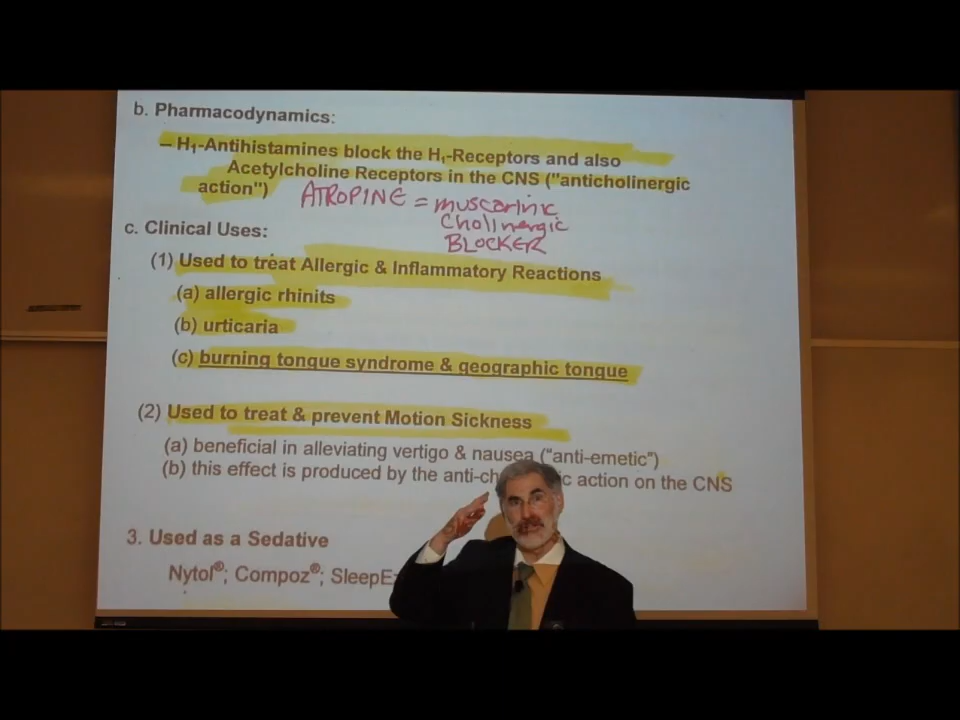 b. Pharmacodynamics:
– H₁-Antihistamines block the H₁-Receptors and also
Acetylcholine Receptors in the CNS ("anticholinergic
action")
ATROPINE = muscarinic
Cholinergic
BLOCKER
c. Clinical Uses:
(1) Used to treat Allergic & Inflammatory Reactions
(a) allergic rhinits
(b) urticaria
(c) burning tongue syndrome & geographic tongue
(2) Used to treat & prevent Motion Sickness
(a) beneficial in alleviating vertigo & nausea ("anti-emetic")
(b) this effect is produced by the anti-ch ic action on the CNS
3. Used as a Sedative
Nytol®; Compoz®; SleepE